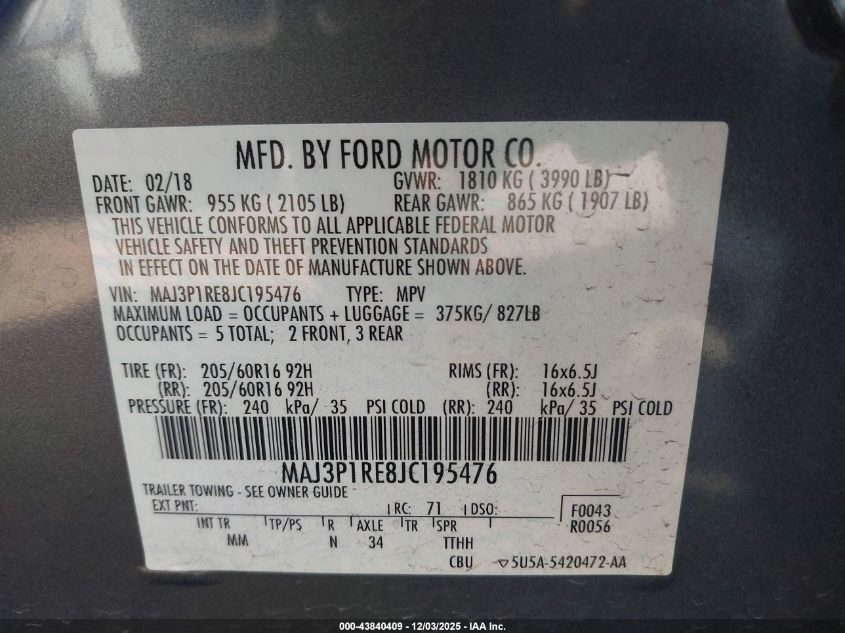 MFD. BY FORD MOTOR CO.
DATE: 02/18 GVWR: 1810 KG ( 3990 LB)
FRONT GAWR: 955 KG ( 2105 LB) REAR GAWR: 865 KG ( 1907 LB)
THIS VEHICLE CONFORMS TO ALL APPLICABLE FEDERAL MOTOR
VEHICLE SAFETY AND THEFT PREVENTION STANDARDS
IN EFFECT ON THE DATE OF MANUFACTURE SHOWN ABOVE.
VIN: MAJ3P1RE8JC195476 TYPE: MPV
MAXIMUM LOAD = OCCUPANTS + LUGGAGE = 375KG/ 827LB
OCCUPANTS = 5 TOTAL; 2 FRONT, 3 REAR
TIRE (FR): 205/60R16 92H RIMS (FR): 16x6.5J
(RR): 205/60R16 92H (RR): 16x6.5J
PRESSURE (FR): 240 kPa/ 35 PSI COLD (RR): 240 kPa/ 35 PSI COLD
MAJ3P1RE8JC195476
TRAILER TOWING - SEE OWNER GUIDE
EXT PNT: RC: 71 DSO: F0043
R0056
INT TR TP/PS R AXLE TR SPR
MM N 34 TTHH
CBU ▽5U5A-5420472-AA
000-43840409 - 12/03/2025 - IAA Inc.